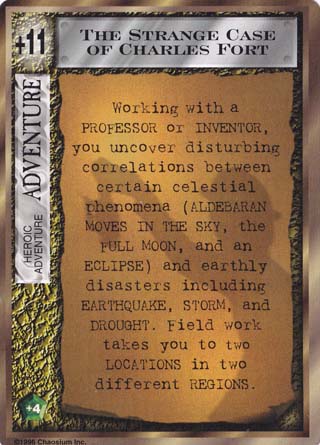 +11
THE STRANGE CASE
OF CHARLES FORT
ADVENTURE
HEROIC
ADVENTURE
Working with a
PROFESSOR or INVENTOR,
you uncover disturbing
correlations between
certain celestial
phenomena (ALDEBARAN
MOVES IN THE SKY, the
FULL MOON, and an
ECLIPSE) and earthly
disasters including
EARTHQUAKE, STORM, and
DROUGHT. Field work
takes you to two
LOCATIONS in two
different REGIONS.
+4
©1996 Chaosium Inc.